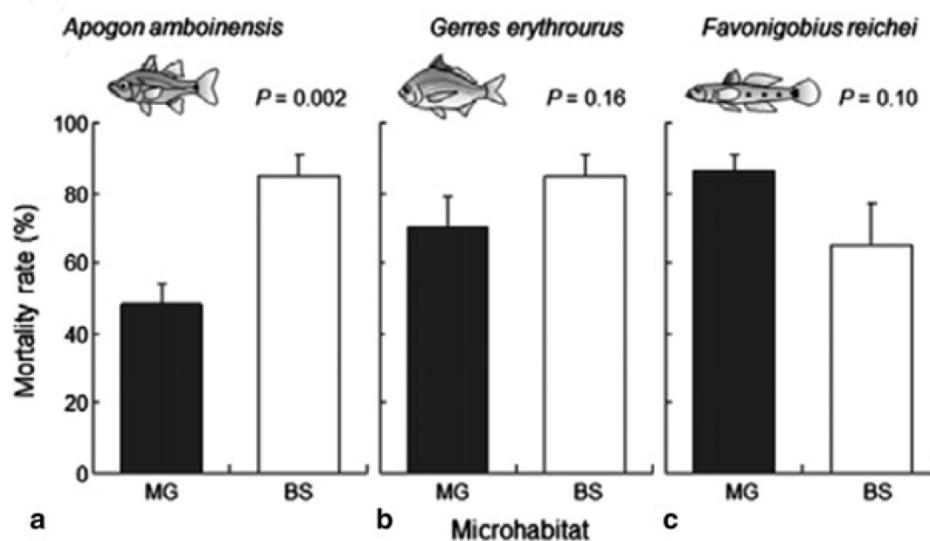 Apogon amboinensis Gerres erythrourus Favonigobius reichei
P = 0.002 P = 0.16 P = 0.10
100
80
60
40
20
0
Mortality rate (%)
MG BS MG BS MG BS
a b c
Microhabitat